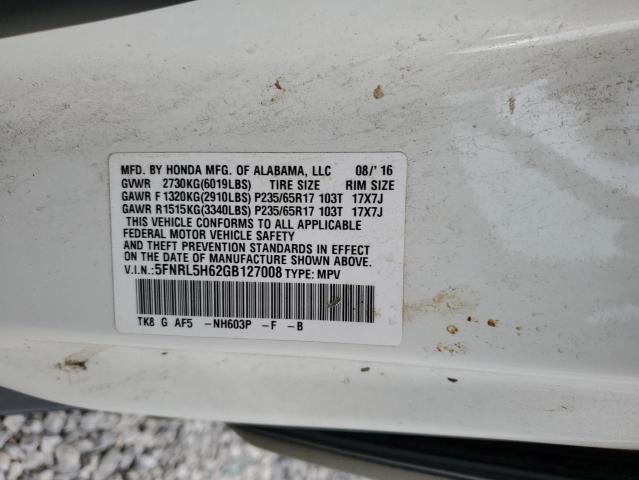 MFD. BY HONDA MFG. OF ALABAMA, LLC 08/'16
GVWR 2730KG(6019LBS) TIRE SIZE RIM SIZE
GAWR F 1320KG(2910LBS) P235/65R17 103T 17X7J
GAWR R1515KG(3340LBS) P235/65R17 103T 17X7J
THIS VEHICLE CONFORMS TO ALL APPLICABLE
FEDERAL MOTOR VEHICLE SAFETY, BUMPER,
AND THEFT PREVENTION STANDARDS IN EFFECT
ON THE DATE OF MANUFACTURE SHOWN ABOVE.
V.I.N.:5FNRL5H62GB127008 TYPE: MPV
TK8 G AF5 -NH603P -F -B